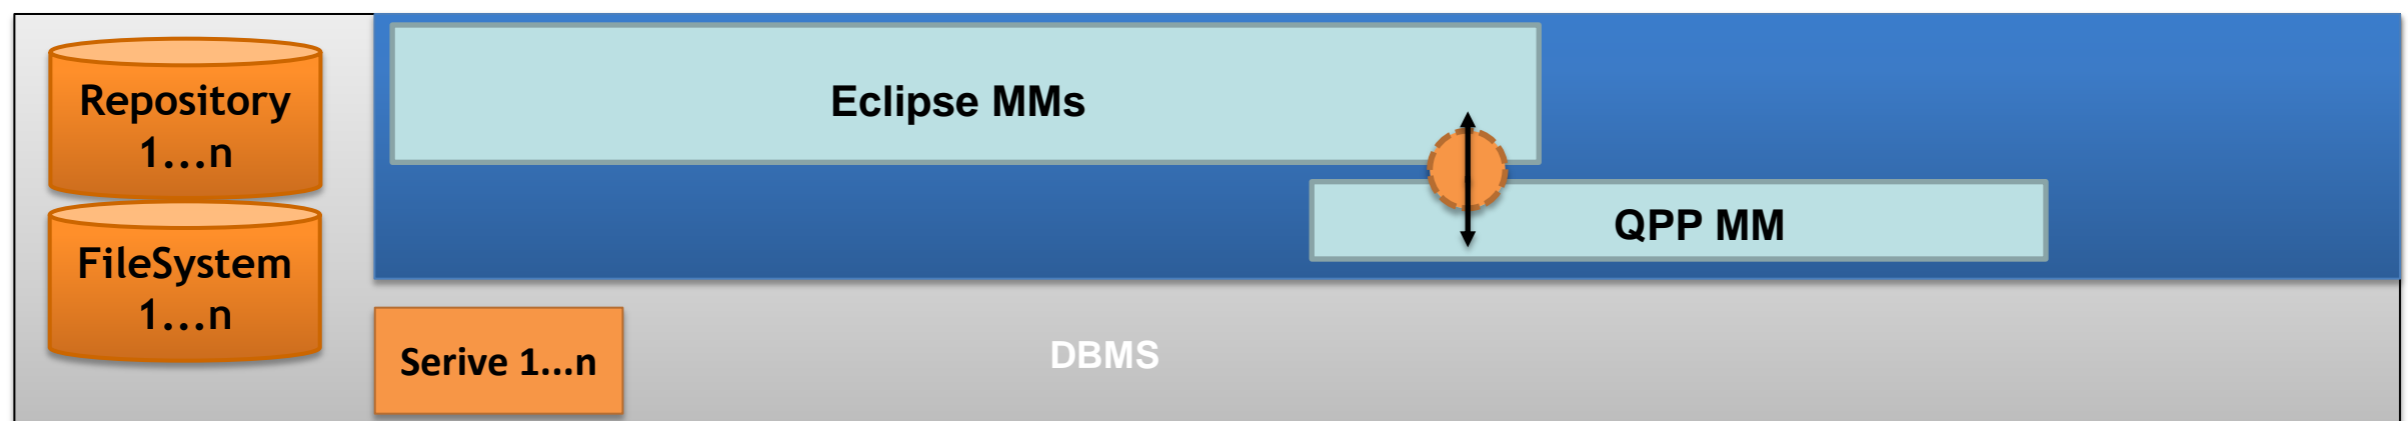 Repository
1...n
FileSystem
1...n
Eclipse MMs
QPP MM
Serive 1...n
DBMS